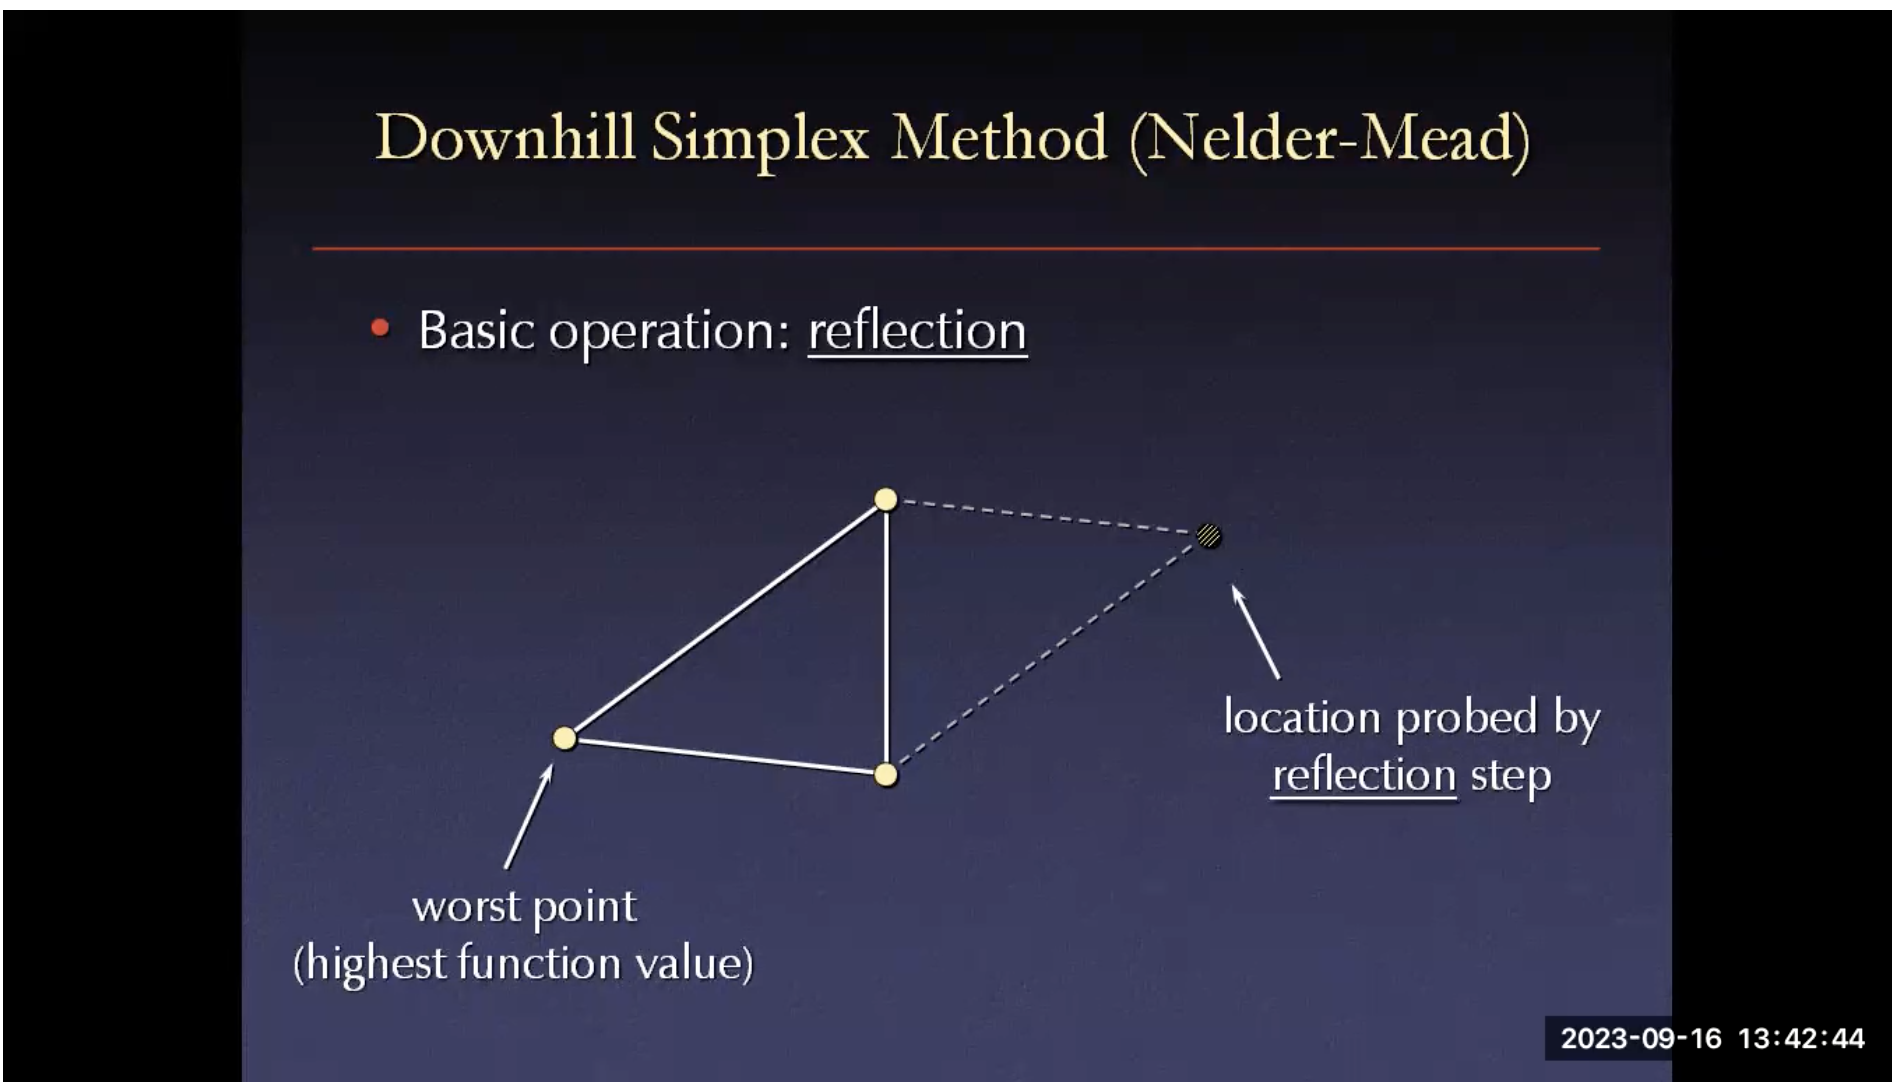 Downhill Simplex Method (Nelder-Mead)
• Basic operation: reflection
location probed by
reflection step
worst point
(highest function value)
2023-09-16 13:42:44